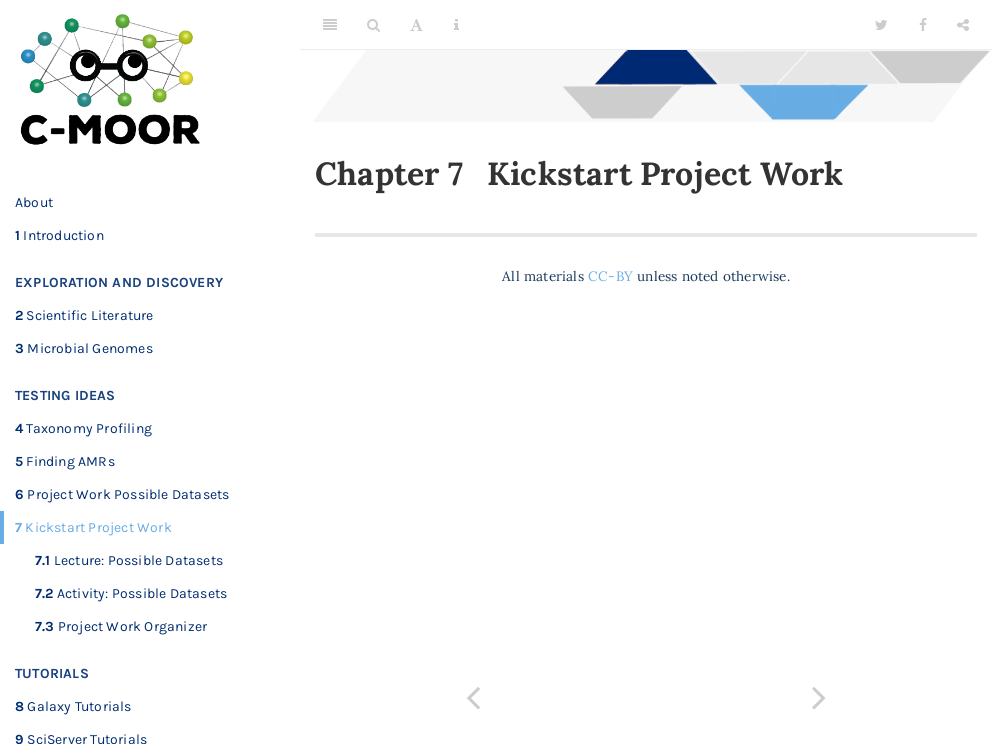 C-MOOR
About
1 Introduction
EXPLORATION AND DISCOVERY
2 Scientific Literature
3 Microbial Genomes
TESTING IDEAS
4 Taxonomy Profiling
5 Finding AMRs
6 Project Work Possible Datasets
7 Kickstart Project Work
7.1 Lecture: Possible Datasets
7.2 Activity: Possible Datasets
7.3 Project Work Organizer
TUTORIALS
8 Galaxy Tutorials
9 SciServer Tutorials
A
Chapter 7 Kickstart Project Work
All materials CC-BY unless noted otherwise.